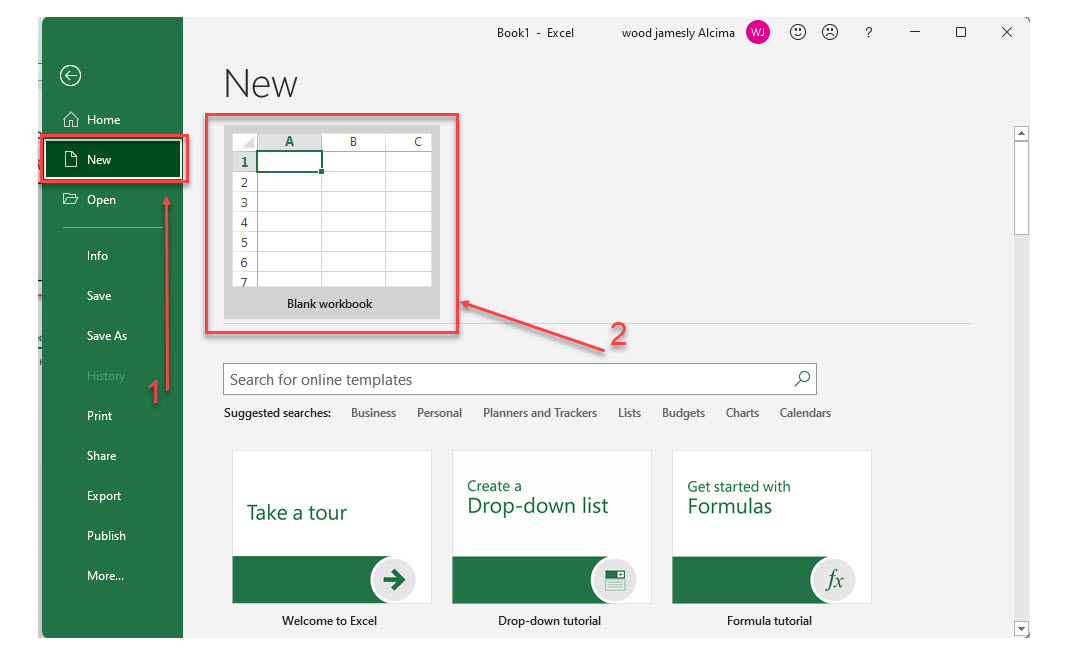 Book1 - Excel
wood jamesly Alcima
WJ
?
New
Home
New
Open
Info
Save
Save As
History
Print
Share
Export
Publish
More...
1
A B C
1
2
3
4
5
6
7
Blank workbook
2
Search for online templates
Suggested searches: Business Personal Planners and Trackers Lists Budgets Charts Calendars
Take a tour
Welcome to Excel
Create a
Drop-down list
Drop-down tutorial
Get started with
Formulas
fx
Formula tutorial